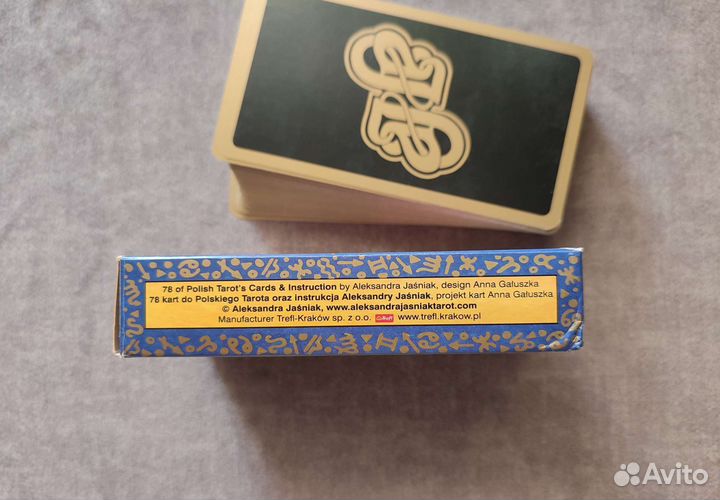 78 of Polish Tarot's Cards & Instruction by Aleksandra Jaśniak, design Anna Gałuszka
78 kart do Polskiego Tarota oraz instrukcja Aleksandry Jaśniak, projekt kart Anna Gałuszka
© Aleksandra Jaśniak, www.aleksandrajasniaktarot.com
Manufacturer Trefl-Kraków sp. z o.o. Trefl www.trefl.krakow.pl
Avito